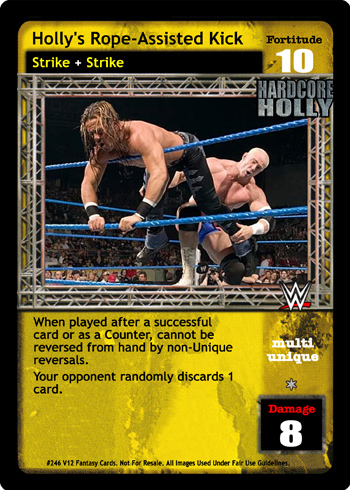 Holly's Rope-Assisted Kick
Fortitude
Strike + Strike
10
HARDCORE
HOLLY
W
When played after a successful
card or as a Counter, cannot be
reversed from hand by non-Unique
reversals.
Your opponent randomly discards 1
card.
multi
unique
Damage
8
#246 V12 Fantasy Cards. Not For Resale. All Images Used Under Fair Use Guidelines.